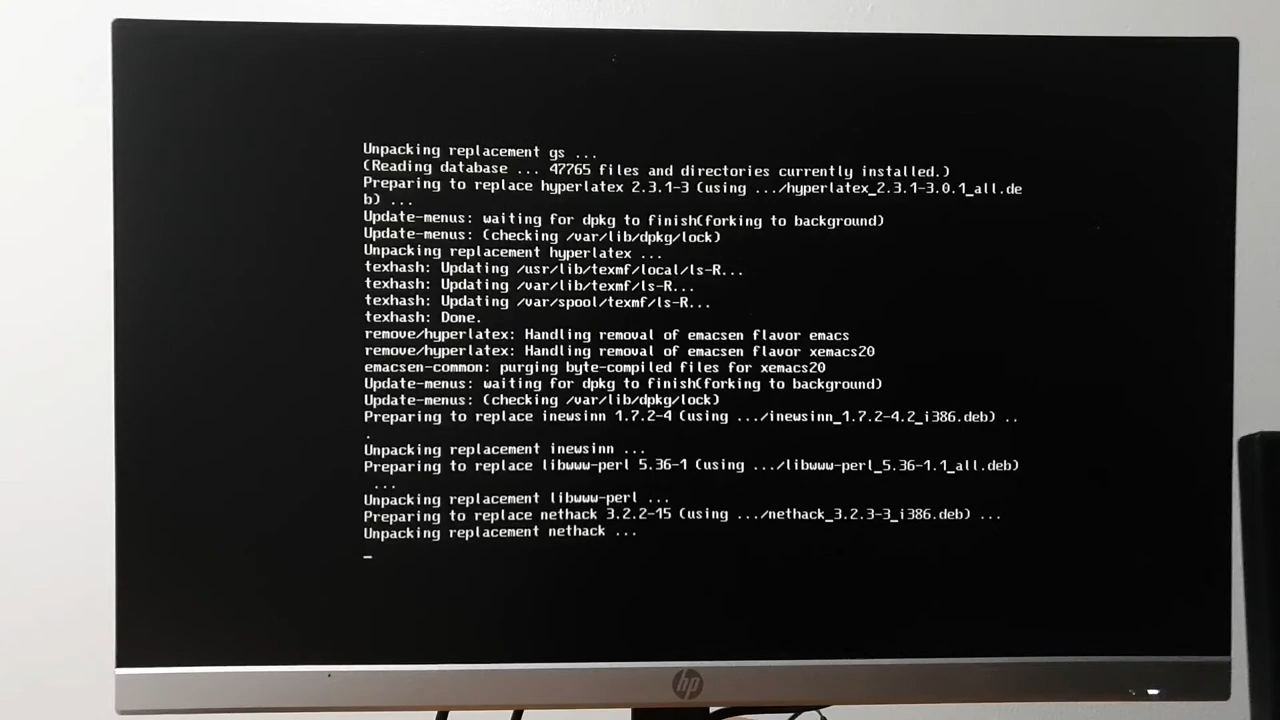 Unpacking replacement gs ...
(Reading database ... 47765 files and directories currently installed.)
Preparing to replace hyperlatex 2.3.1-3 (using .../hyperlatex_2.3.1-3.0.1_all.de
b) ...
Update-menus: waiting for dpkg to finish(forking to background)
Update-menus: (checking /var/lib/dpkg/lock)
Unpacking replacement hyperlatex ...
texhash: Updating /usr/lib/texmf/local/ls-R...
texhash: Updating /var/lib/texmf/ls-R...
texhash: Updating /var/spool/texmf/ls-R...
texhash: Done.
remove/hyperlatex: Handling removal of emacsen flavor emacs
remove/hyperlatex: Handling removal of emacsen flavor xemacs20
emacsen-common: purging byte-compiled files for xemacs20
Update-menus: waiting for dpkg to finish(forking to background)
Update-menus: (checking /var/lib/dpkg/lock)
Preparing to replace inewsinn 1.7.2-4 (using .../inewsinn_1.7.2-4.2_i386.deb) ..
.
Unpacking replacement inewsinn ...
Preparing to replace libwww-perl 5.36-1 (using .../libwww-perl_5.36-1.1_all.deb)
 ...
Unpacking replacement libwww-perl ...
Preparing to replace nethack 3.2.2-15 (using .../nethack_3.2.3-3_i386.deb) ...
Unpacking replacement nethack ...
_
hp